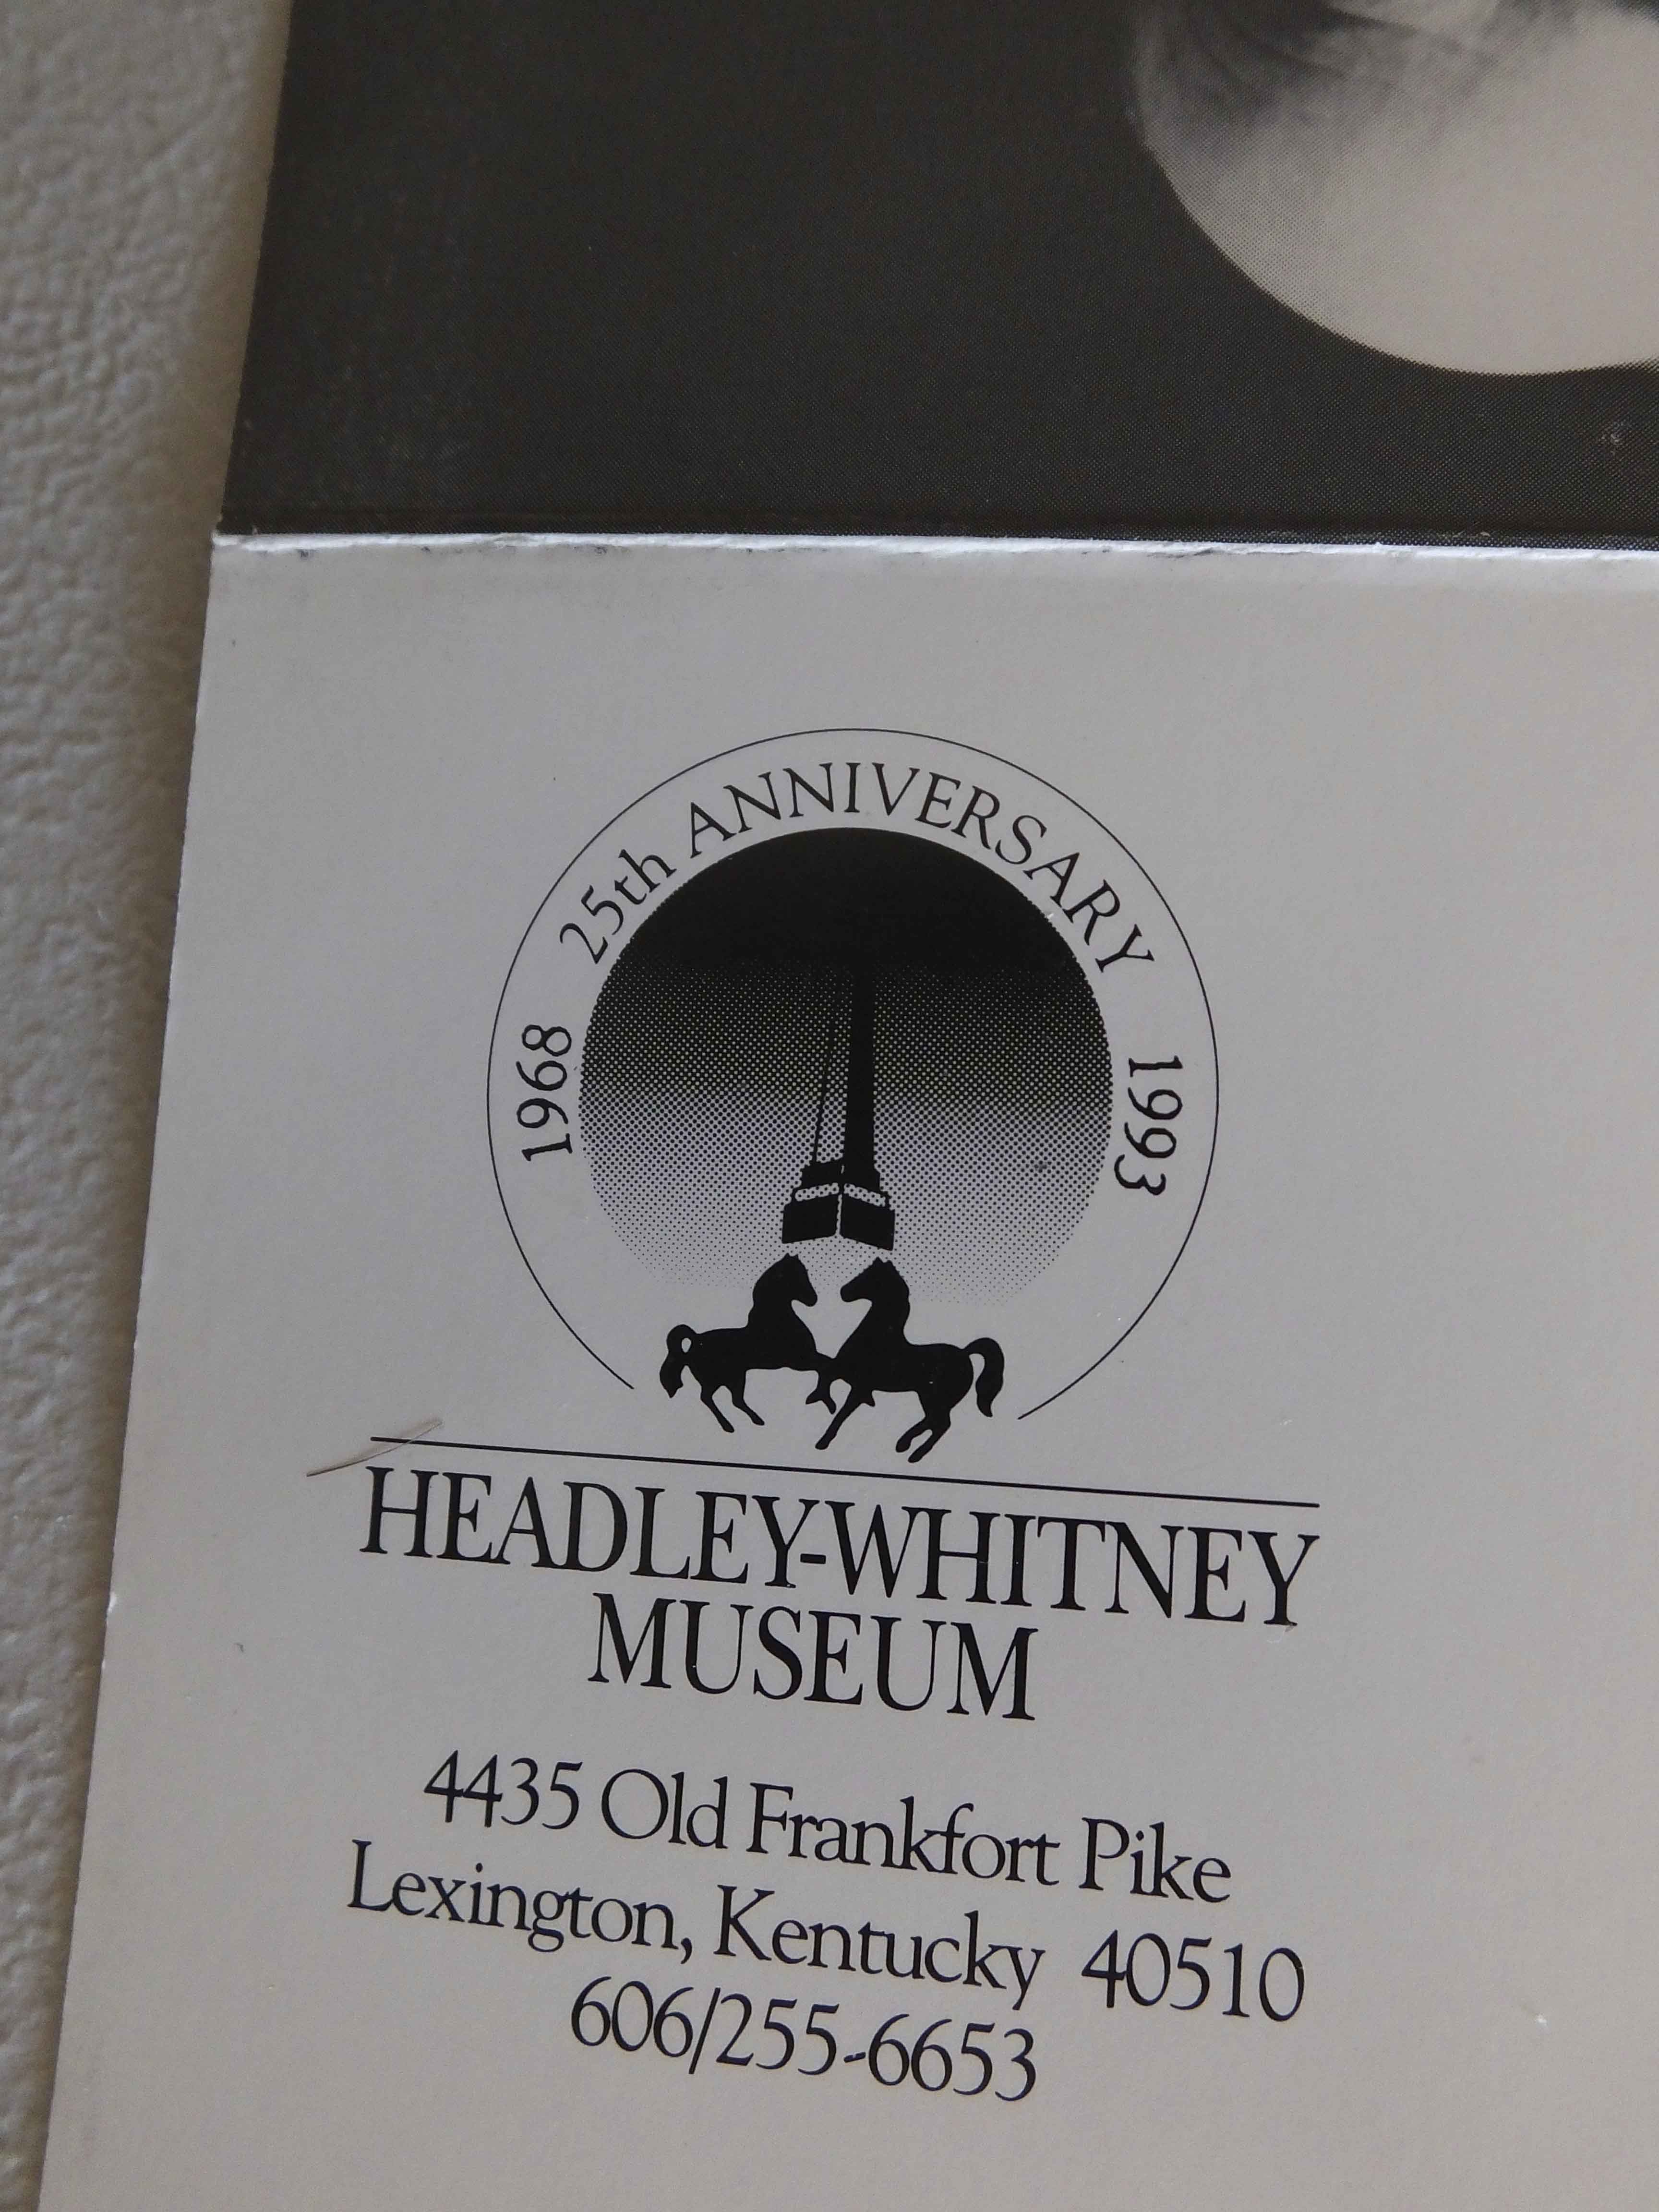 1968 25th ANNIVERSARY 1993
HEADLEY-WHITNEY
MUSEUM
4435 Old Frankfort Pike
Lexington, Kentucky 40510
606/255-6653